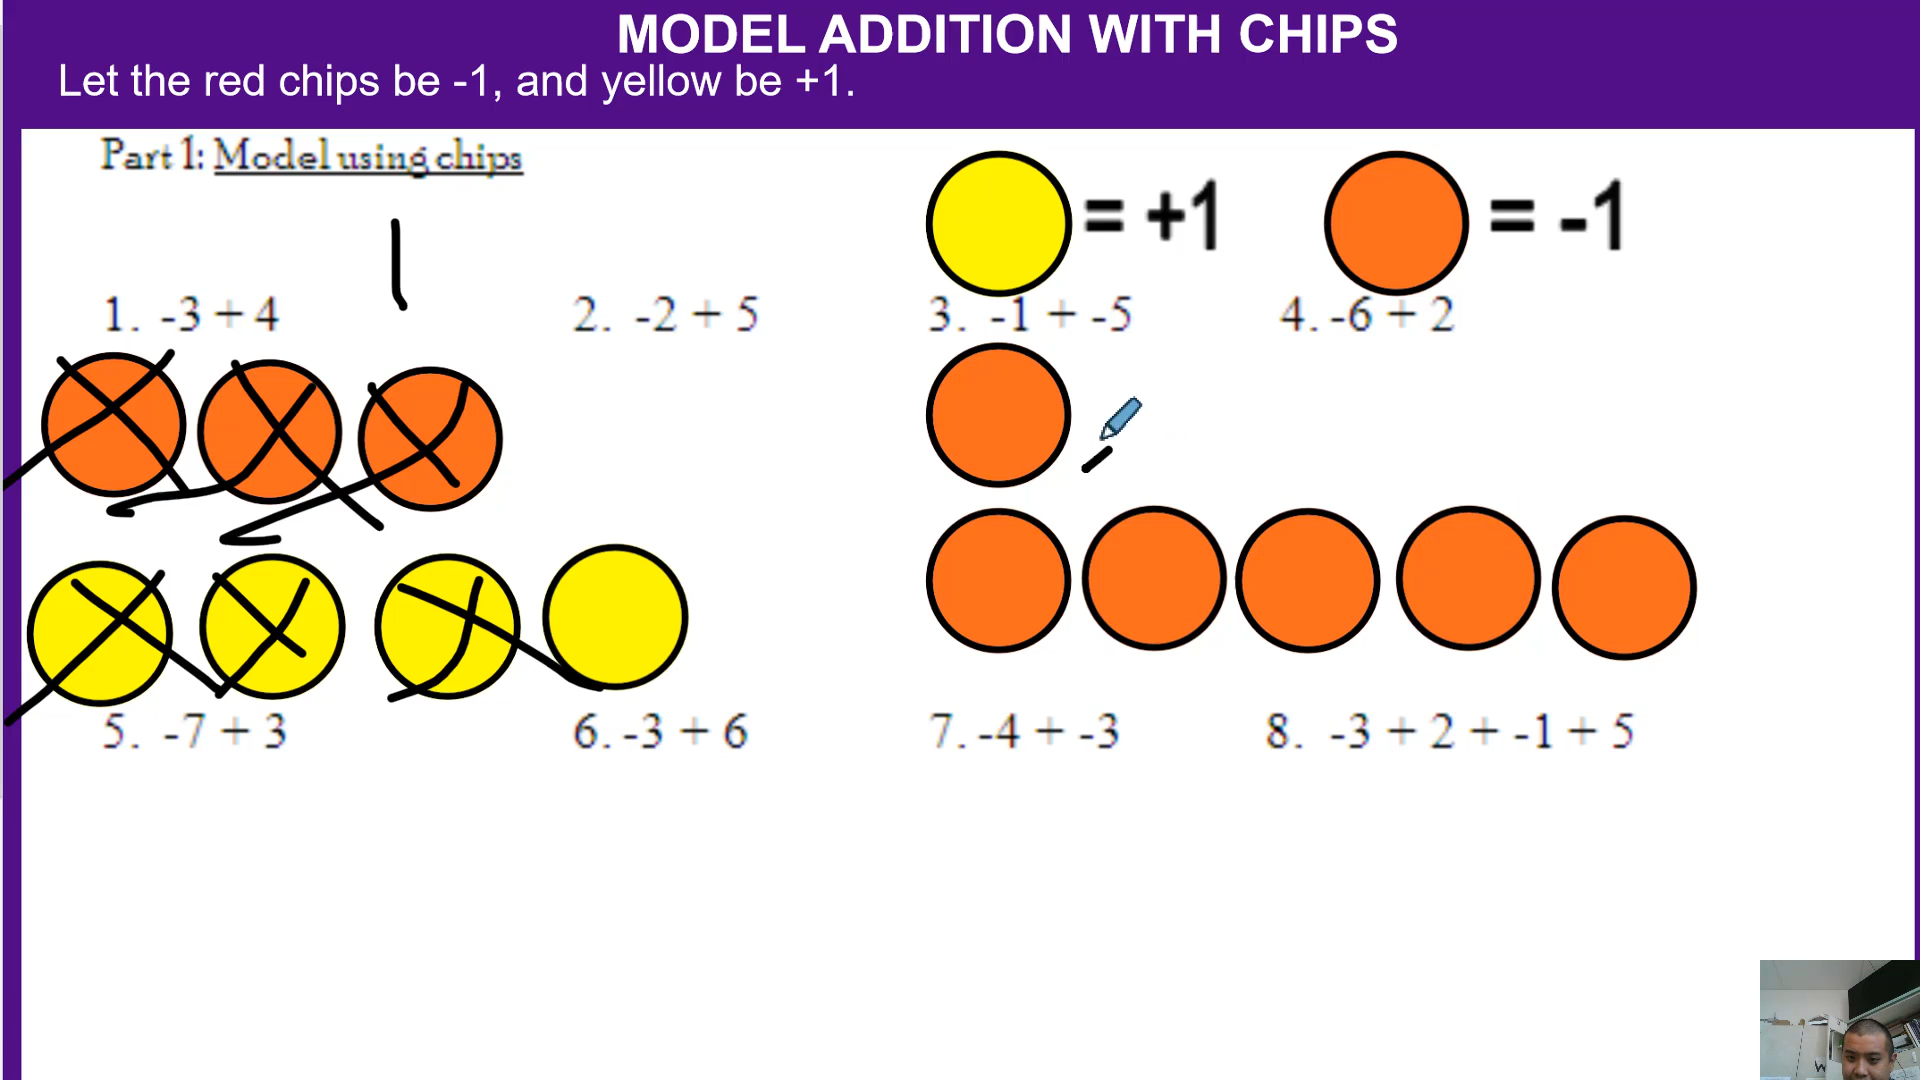 MODEL ADDITION WITH CHIPS
Let the red chips be -1, and yellow be +1.
Part 1: Model using chips
= +1
= -1
1
1. -3 + 4
2. -2 + 5
3. -1 + -5
4. -6 + 2
5. -7 + 3
6. -3 + 6
7. -4 + -3
8. -3 + 2 + -1 + 5